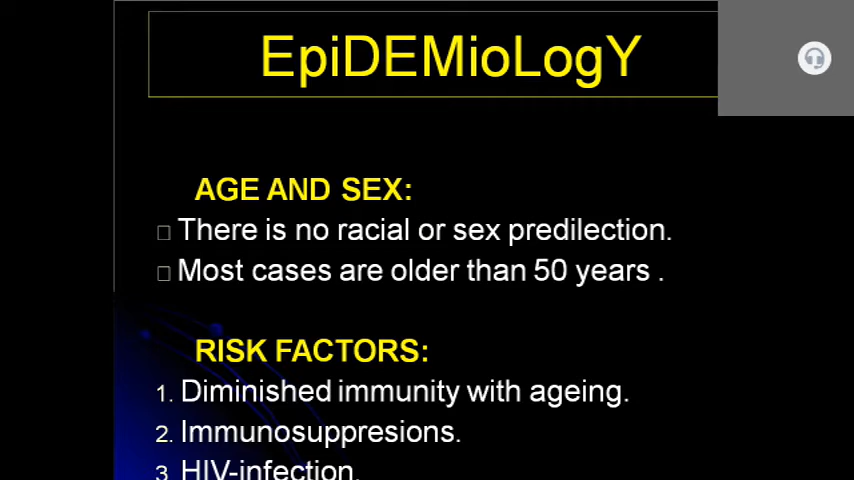 EpiDEMioLogY
AGE AND SEX:
There is no racial or sex predilection.
Most cases are older than 50 years .
RISK FACTORS:
1. Diminished immunity with ageing.
2. Immunosuppresions.
3. HIV-infection.